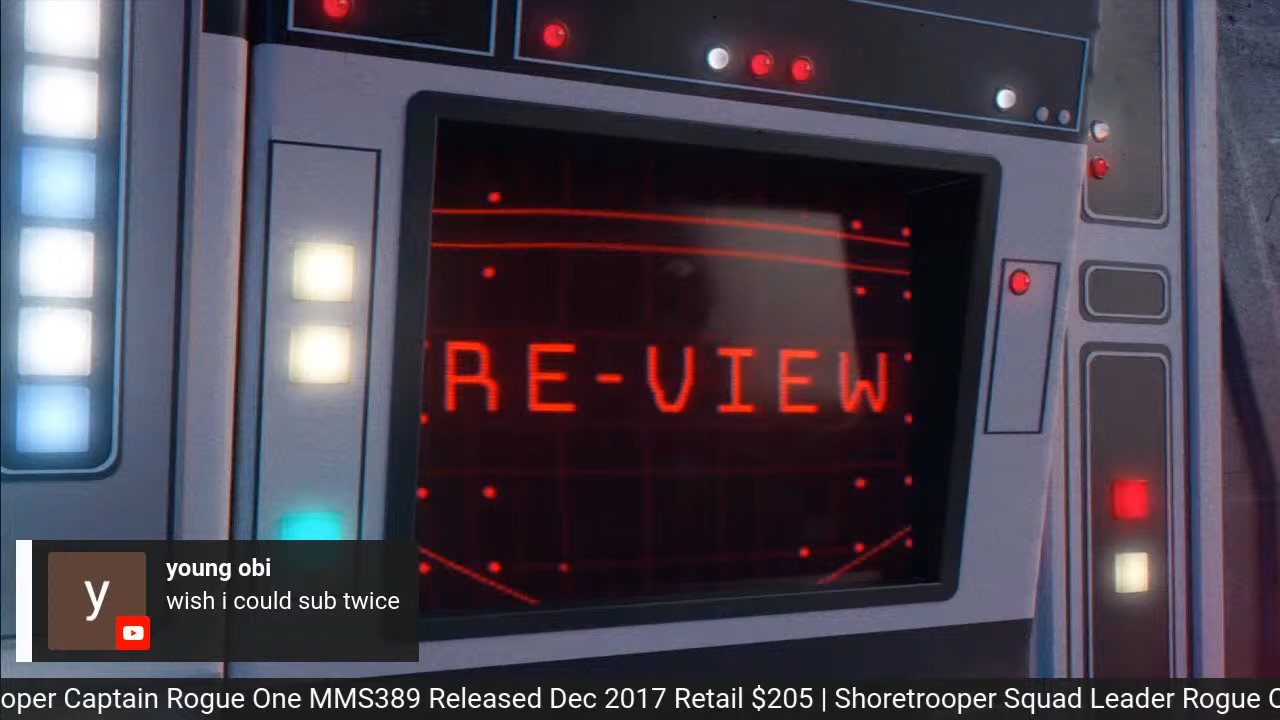 RE-VIEW
y
young obi
wish i could sub twice
oper Captain Rogue One MMS389 Released Dec 2017 Retail $205 | Shoretrooper Squad Leader Rogue